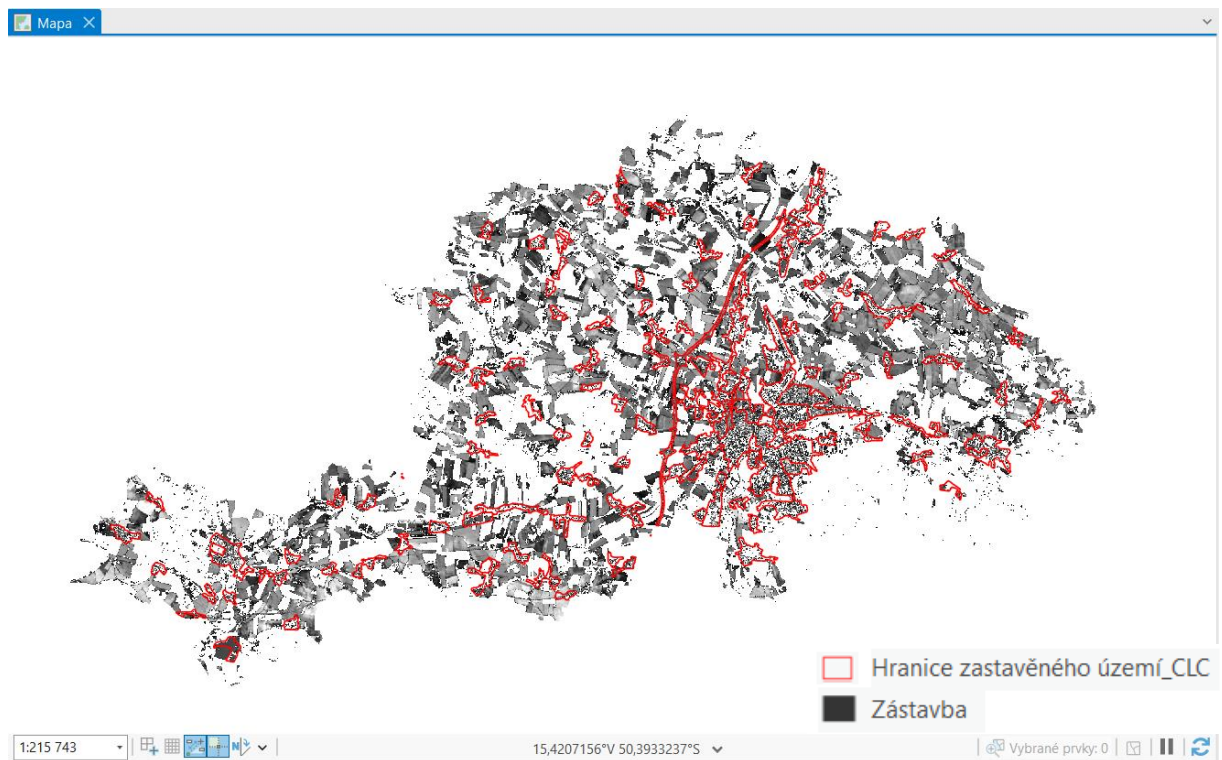 Mapa
Hranice zastavěného území_CLC
Zástavba
1:215 743
N
15,4207156°V 50,3933237°S
Vybrané prvky: 0